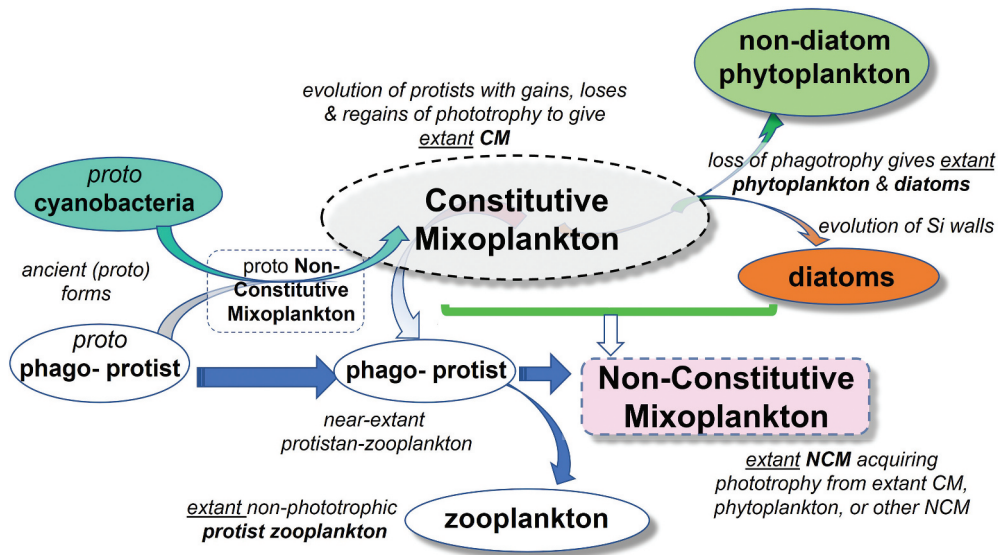 non-diatom
phytoplankton
evolution of protists with gains, loses
& regains of phototrophy to give
extant CM
loss of phagotrophy gives extant
phytoplankton & diatoms
proto
cyanobacteria
Constitutive
Mixoplankton
evolution of Si walls
ancient (proto)
forms
proto Non-
Constitutive
Mixoplankton
diatoms
proto
phago- protist
phago- protist
Non-Constitutive
Mixoplankton
near-extant
protistan-zooplankton
extant NCM acquiring
phototrophy from extant CM,
phytoplankton, or other NCM
extant non-phototrophic
protist zooplankton
zooplankton